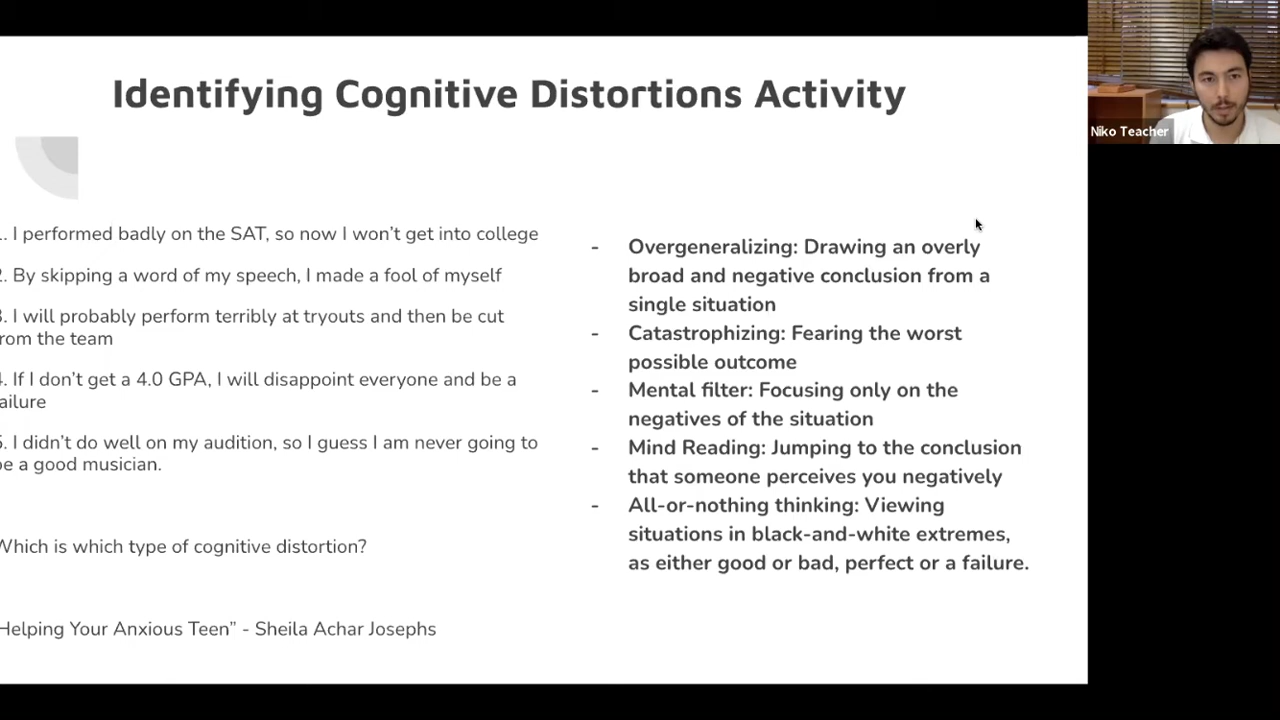 Identifying Cognitive Distortions Activity
Niko Teacher
. I performed badly on the SAT, so now I won't get into college
. By skipping a word of my speech, I made a fool of myself
. I will probably perform terribly at tryouts and then be cut
rom the team
. If I don't get a 4.0 GPA, I will disappoint everyone and be a
ailure
. I didn't do well on my audition, so I guess I am never going to
be a good musician.
Which is which type of cognitive distortion?
Helping Your Anxious Teen” - Sheila Achar Josephs
- Overgeneralizing: Drawing an overly
broad and negative conclusion from a
single situation
- Catastrophizing: Fearing the worst
possible outcome
- Mental filter: Focusing only on the
negatives of the situation
- Mind Reading: Jumping to the conclusion
that someone perceives you negatively
- All-or-nothing thinking: Viewing
situations in black-and-white extremes,
as either good or bad, perfect or a failure.